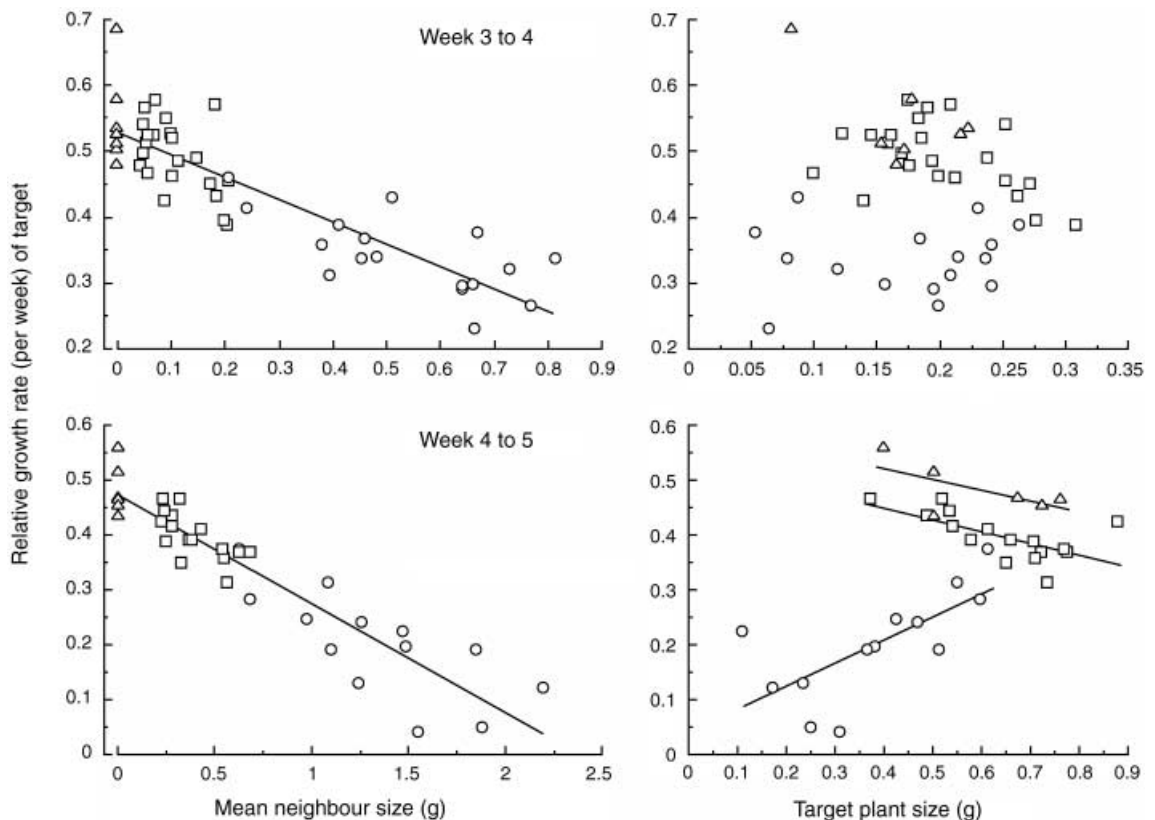 Relative growth rate (per week) of target
Week 3 to 4
0.7
0.6
0.5
0.4
0.3
0.2
0 0.1 0.2 0.3 0.4 0.5 0.6 0.7 0.8 0.9
0.7
0.6
0.5
0.4
0.3
0.2
0 0.05 0.1 0.15 0.2 0.25 0.3 0.35
Week 4 to 5
0.6
0.5
0.4
0.3
0.2
0.1
0
0 0.5 1 1.5 2 2.5
Mean neighbour size (g)
0.6
0.5
0.4
0.3
0.2
0.1
0
0 0.1 0.2 0.3 0.4 0.5 0.6 0.7 0.8 0.9
Target plant size (g)